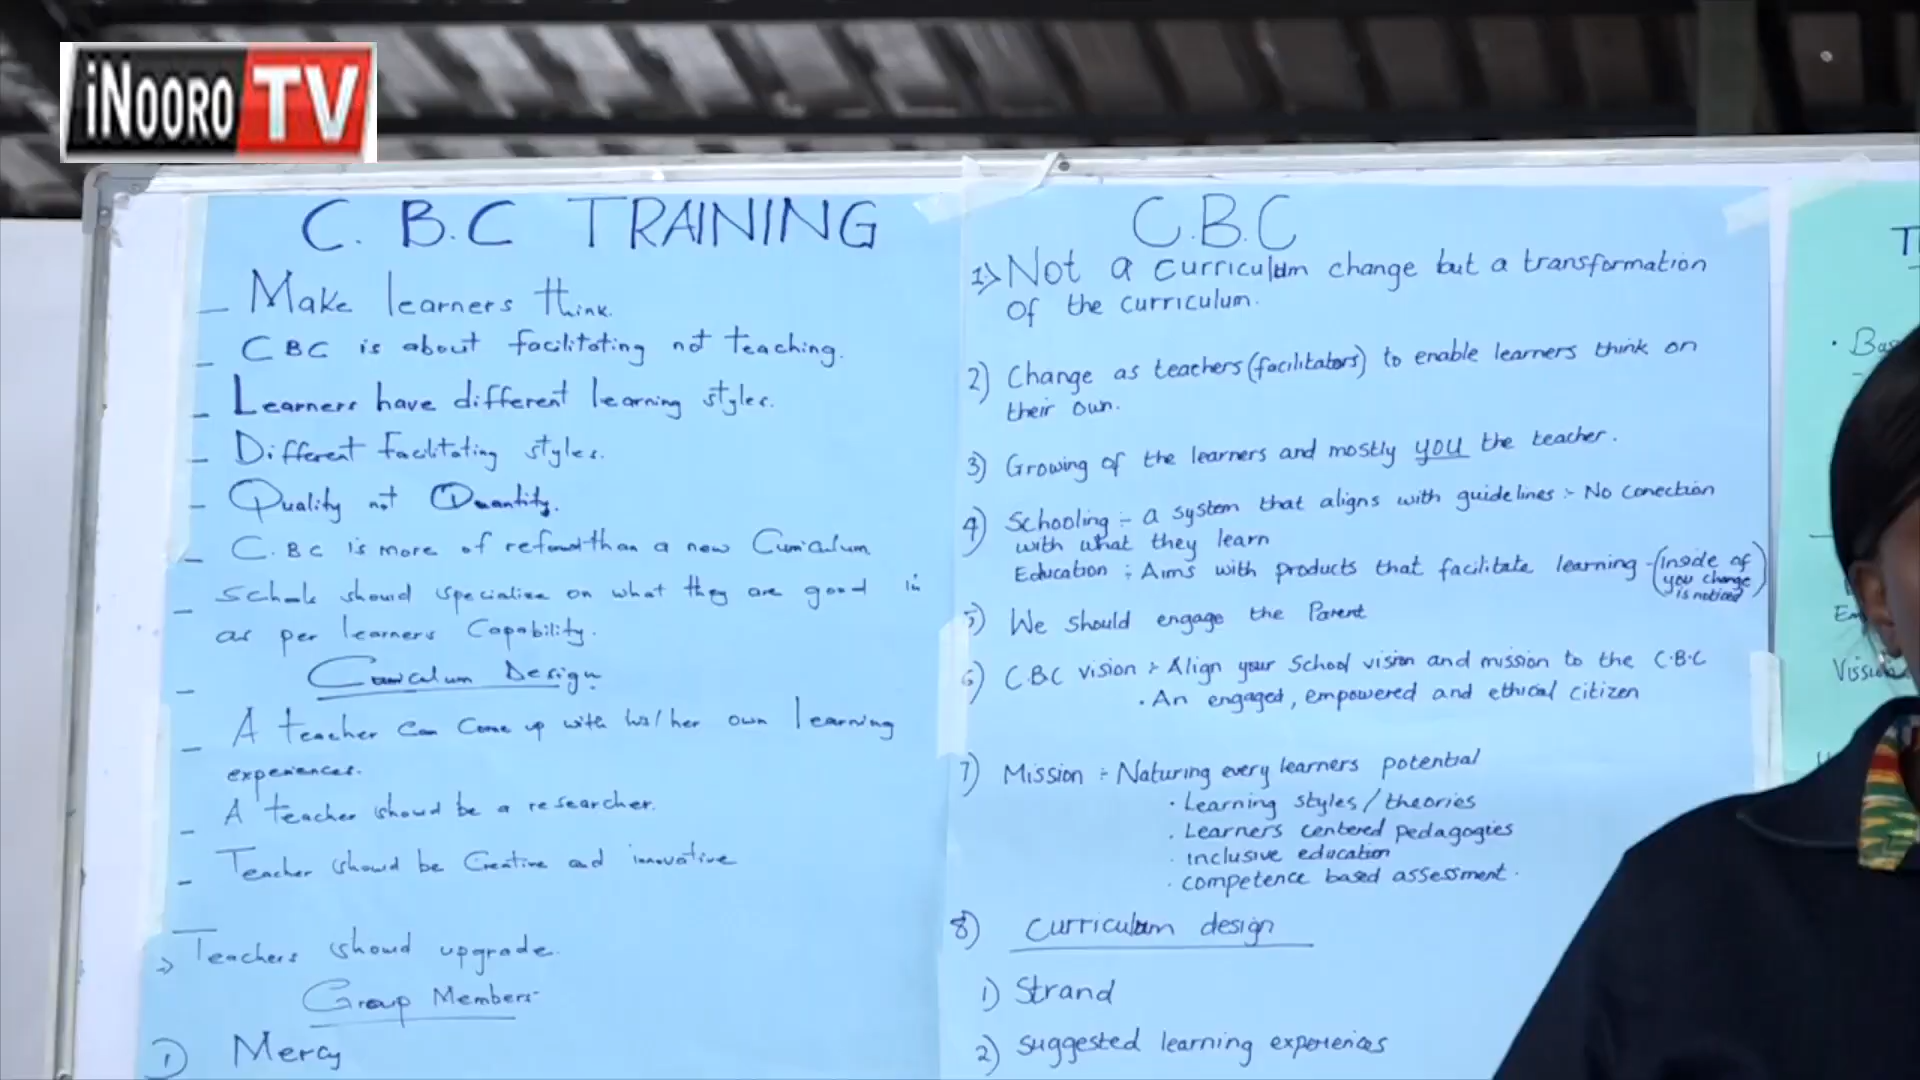 iNOORO TV
C. B.C TRAINING
- Make learners think.
- CBC is about facilitating not teaching.
- Learners have different learning styles.
- Different facilitating styles.
- Quality not Quantity.
- C.BC is more of reform than a new Curriculum
- Schools should specialize on what they are good in
as per learners Capability.
- Curriculum Design
- A teacher can come up with his/her own learning
experiences.
- A teacher should be a researcher.
- Teacher should be Creative and innovative
→ Teachers should upgrade.
Group Members
1) Mercy
C.B.C
1) Not a curriculum change but a transformation
of the curriculum.
2) Change as teachers (facilitators) to enable learners think on
their own.
3) Growing of the learners and mostly YOU the teacher.
4) Schooling :- a system that aligns with guidelines :- No conection
with what they learn
Education : Aims with products that facilitate learning - (inside of
you change
is noticed)
5) We should engage the Parent
6) C.B.C vision :- Align your School vision and mission to the C.B.C
· An engaged, empowered and ethical citizen
7) Mission :- Naturing every learners potential
· Learning styles / theories
· Learners centered pedagogies
· inclusive education
· competence based assessment.
8) curriculum design
1) Strand
2) Suggested learning experiences